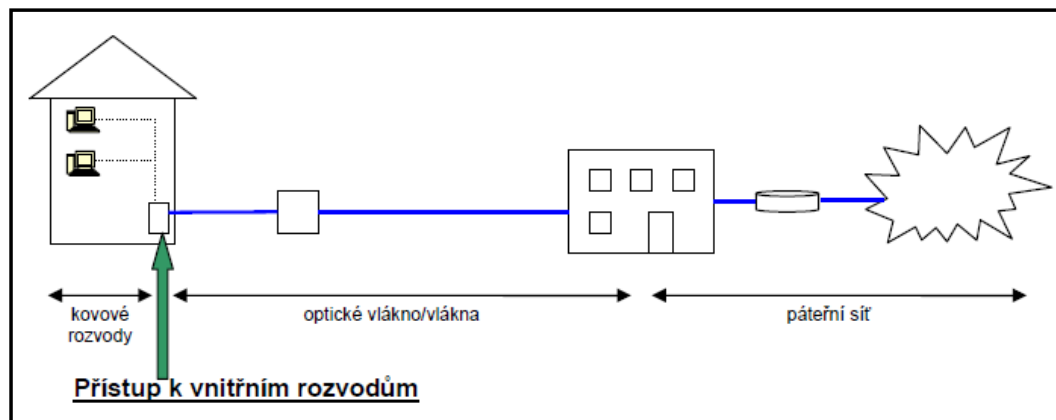 kovové
rozvody
optické vlákno/vlákna
páteřní síť
Přístup k vnitřním rozvodům